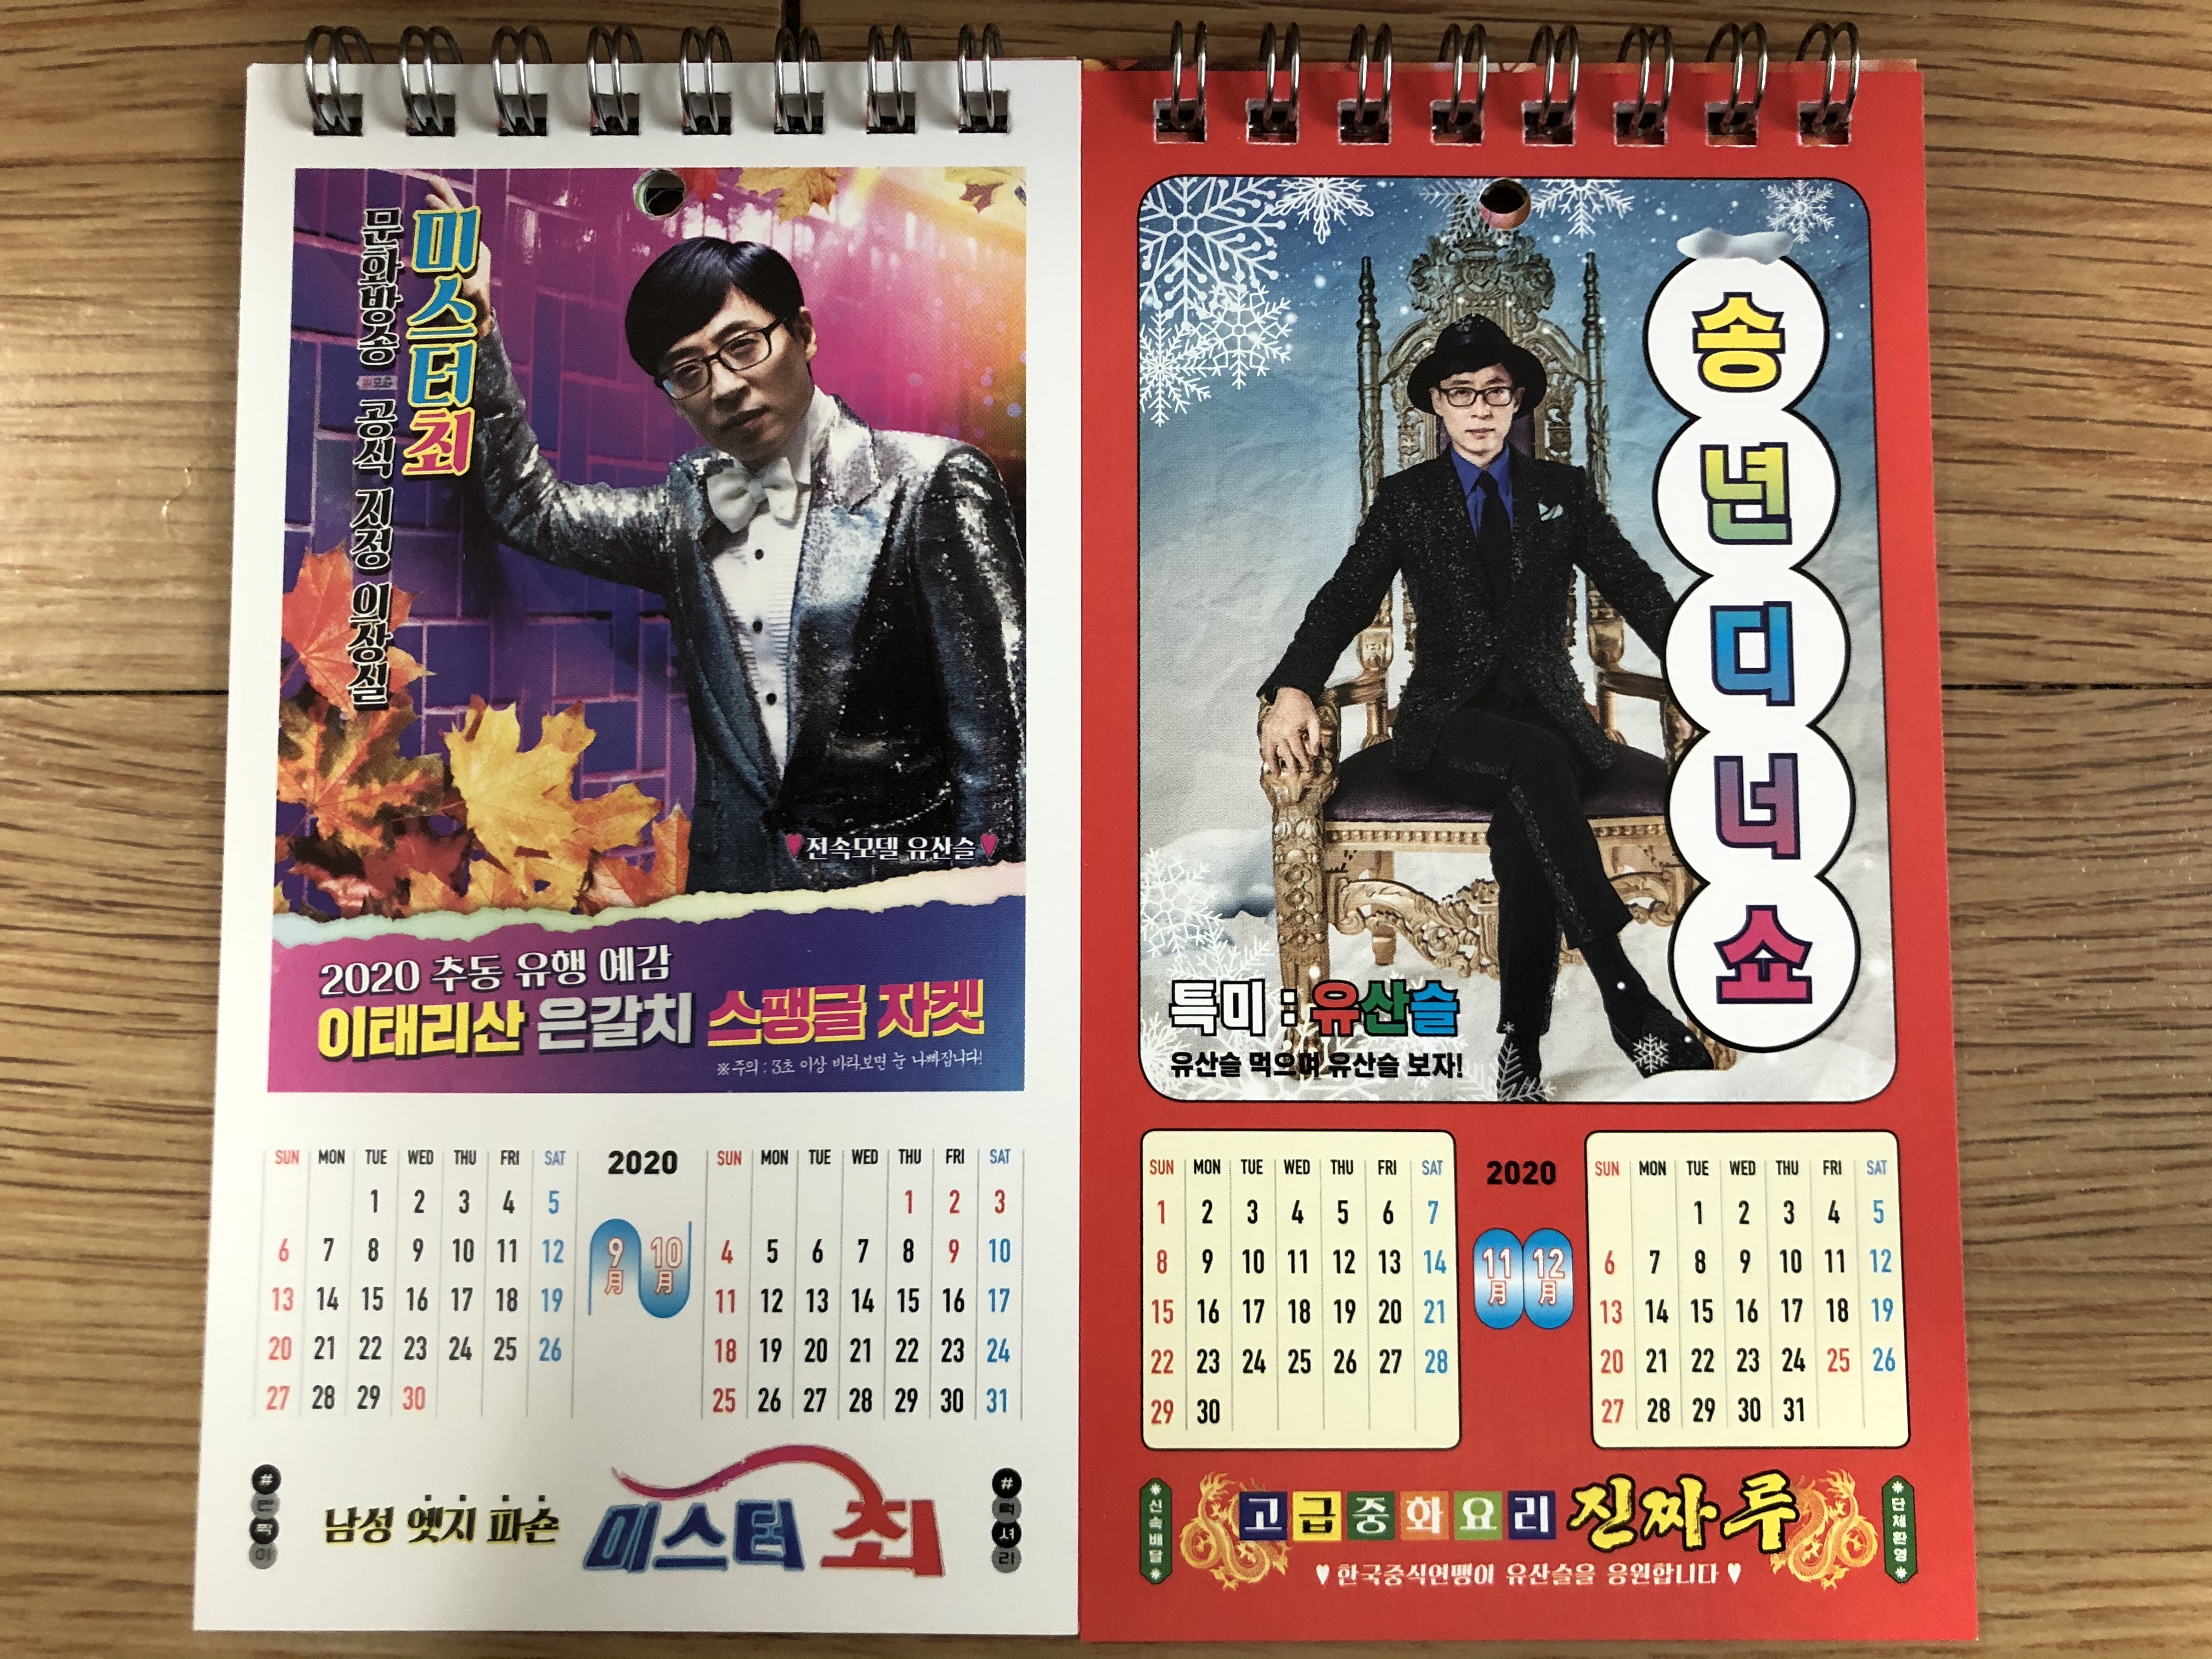 미스터최
문화방송 공식 지정 의상실
♥전속모델 유산슬♥
2020 추동 유행 예감
이태리산 은갈치 스팽글 자켓
※주의 : 3초 이상 바라보면 눈 나빠집니다!
SUN MON TUE WED THU FRI SAT
1 2 3 4 5
6 7 8 9 10 11 12
13 14 15 16 17 18 19
20 21 22 23 24 25 26
27 28 29 30
2020
9月 10月
SUN MON TUE WED THU FRI SAT
1 2 3
4 5 6 7 8 9 10
11 12 13 14 15 16 17
18 19 20 21 22 23 24
25 26 27 28 29 30 31
남성 엣지 파숀
미스터 최
#럭셔리
송년디너쇼
특미 : 유산슬
유산슬 먹으며 유산슬 보자!
SUN MON TUE WED THU FRI SAT
1 2 3 4 5 6 7
8 9 10 11 12 13 14
15 16 17 18 19 20 21
22 23 24 25 26 27 28
29 30
2020
11月 12月
SUN MON TUE WED THU FRI SAT
1 2 3 4 5
6 7 8 9 10 11 12
13 14 15 16 17 18 19
20 21 22 23 24 25 26
27 28 29 30 31
신속배달
고급중화요리 진짜루
♥한국중식연맹이 유산슬을 응원합니다♥
단체환영